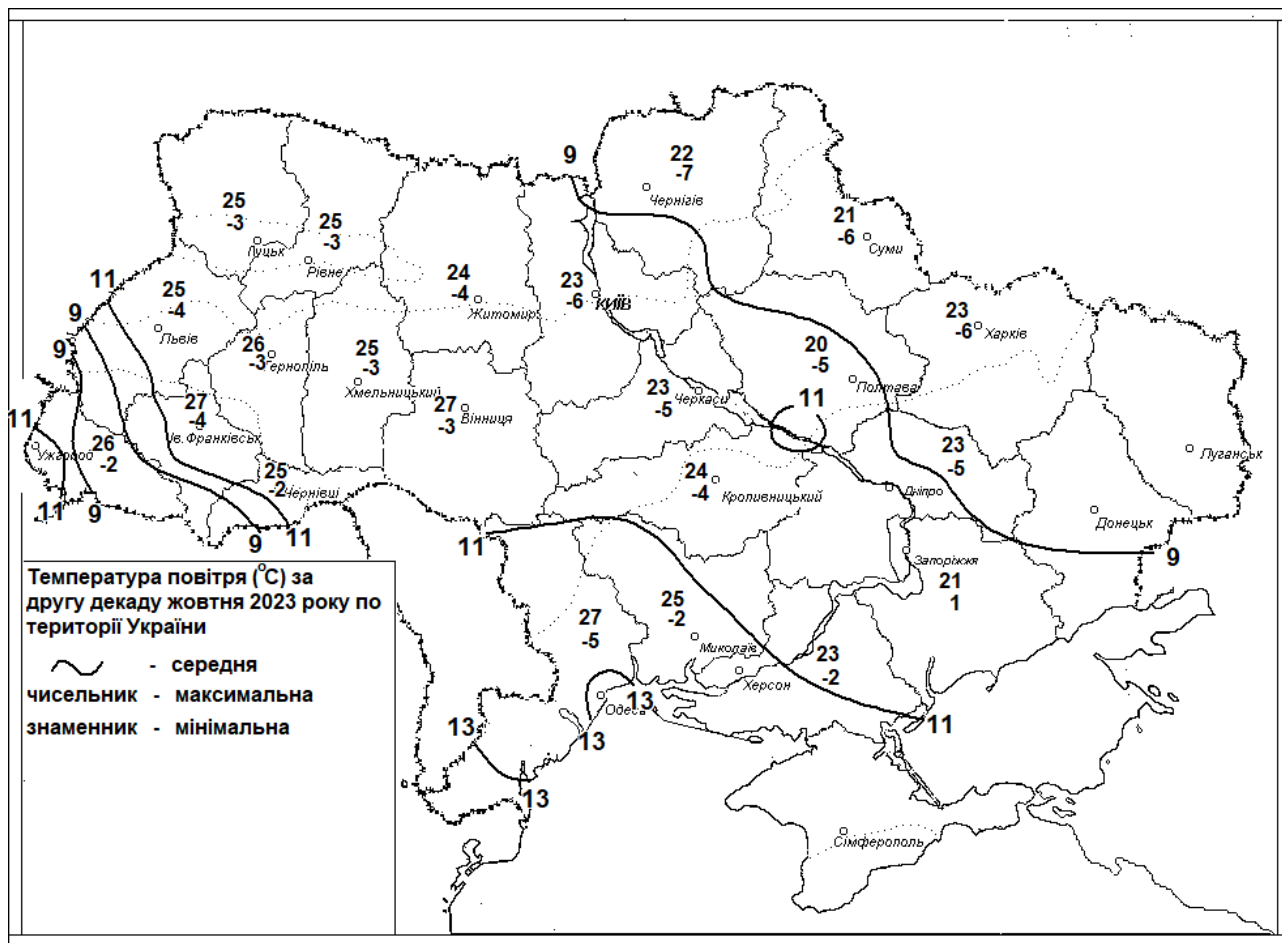 9
22
-7
Чернігів
21
-6
Суми
25
-3
Луцьк
25
-3
Рівне
11
25
-4
Львів
9
9
24
-4
Житомир
23
-6
КИЇВ
23
-6
Харків
26
-3
Тернопіль
25
-3
Хмельницький
20
-5
Полтава
27
-4
Ів. Франківськ
27
-3
Вінниця
23
-5
Черкаси
11
11
Ужгород
26
-2
25
-2
Чернівці
24
-4
Кропивницький
23
-5
Дніпро
Луганськ
Донецьк
11
9
9
11
11
9
Запоріжжя
21
1
27
-5
25
-2
Миколаїв
23
-2
Херсон
Одеса
13
13
13
13
11
Сімферополь
Температура повітря (°С) за
другу декаду жовтня 2023 року по
території України
- середня
чисельник - максимальна
знаменник - мінімальна